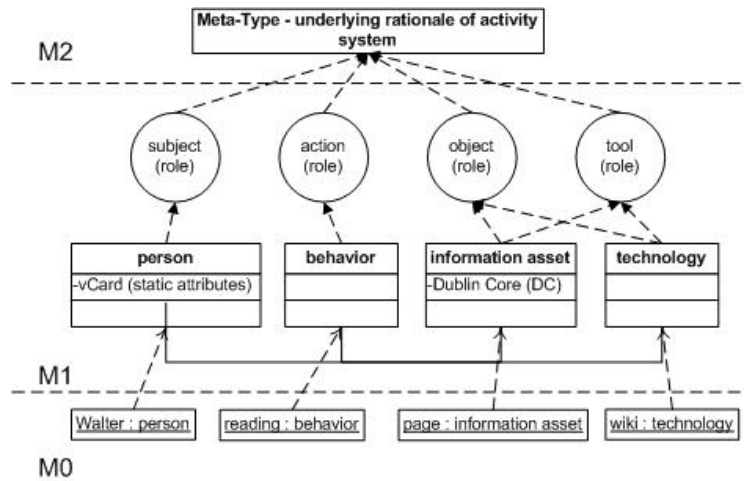 Meta-Type - underlying rationale of activity
system
M2
subject
(role)
action
(role)
object
(role)
tool
(role)
person
-vCard (static attributes)
behavior
information asset
-Dublin Core (DC)
technology
M1
Walter : person
reading : behavior
page : information asset
wiki : technology
M0